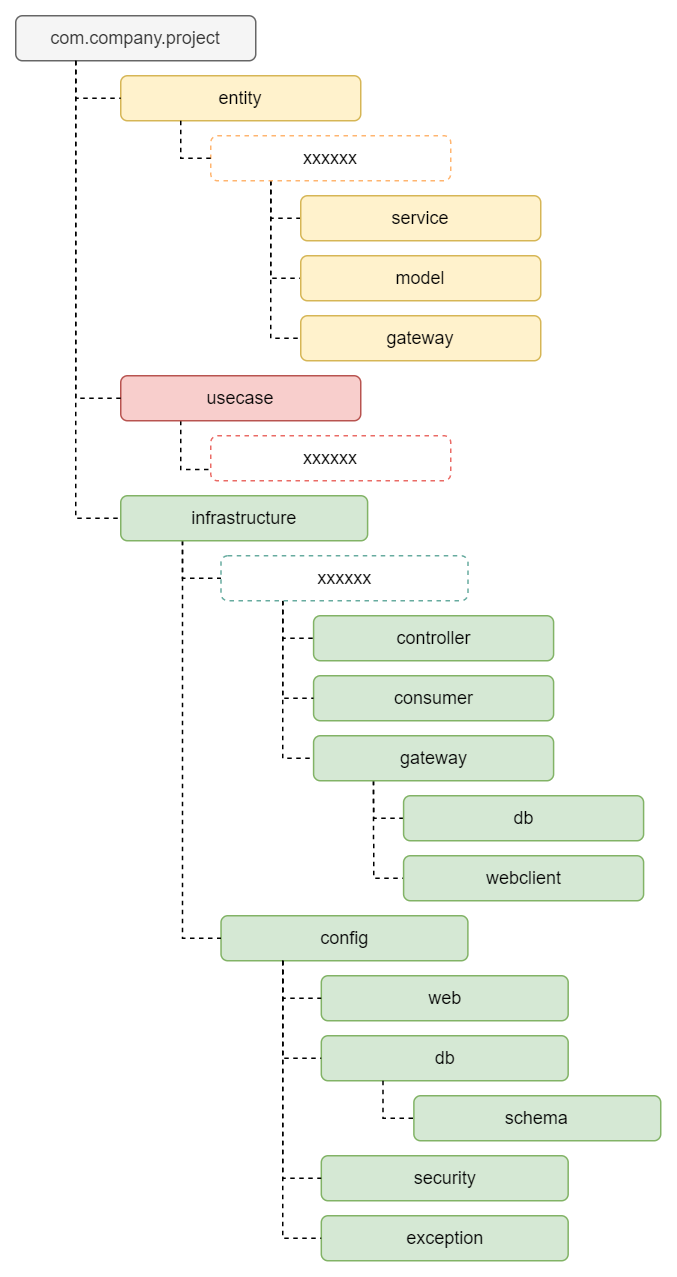 com.company.project
entity
xxxxxx
service
model
gateway
usecase
xxxxxx
infrastructure
xxxxxx
controller
consumer
gateway
db
webclient
config
web
db
schema
security
exception